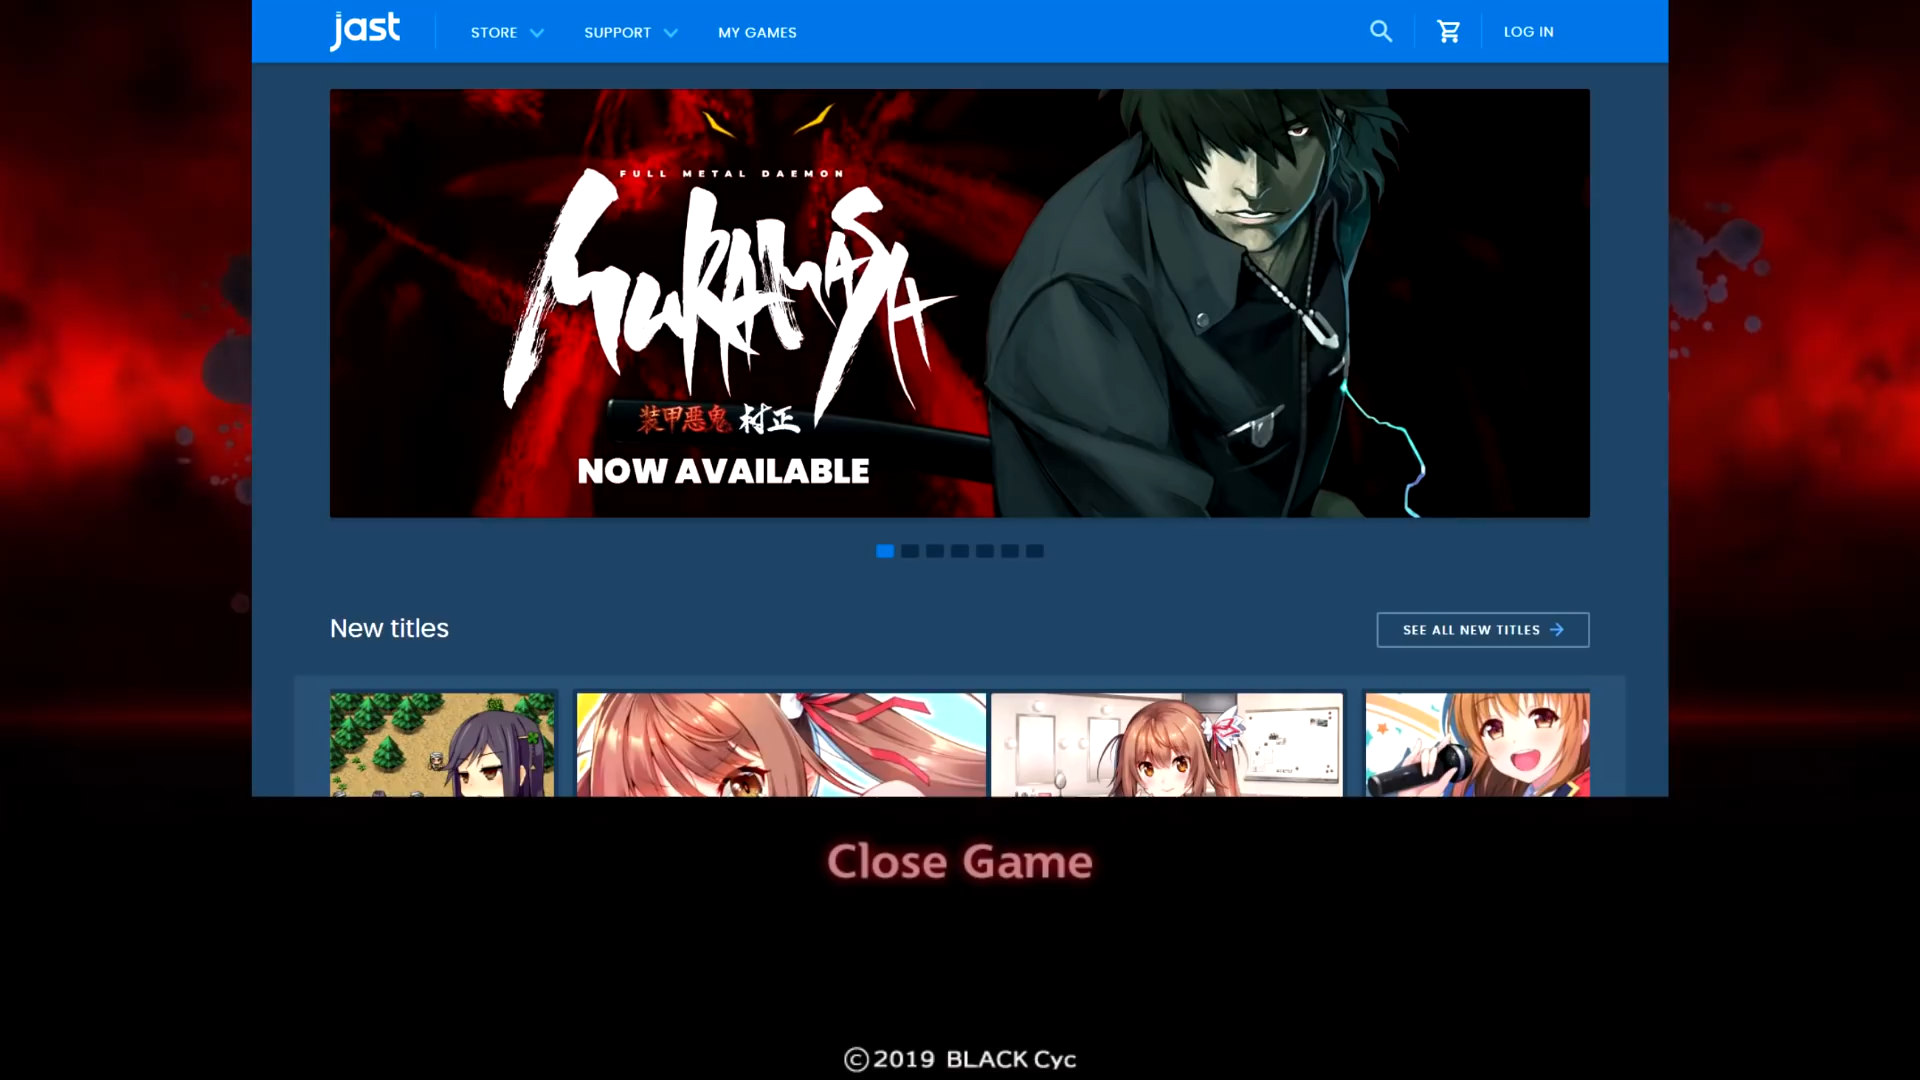 jast
STORE
SUPPORT
MY GAMES
LOG IN
FULL METAL DAEMON
MURAMASA
装甲悪鬼 村正
NOW AVAILABLE
New titles
SEE ALL NEW TITLES
Close Game
©2019 BLACK Cyc